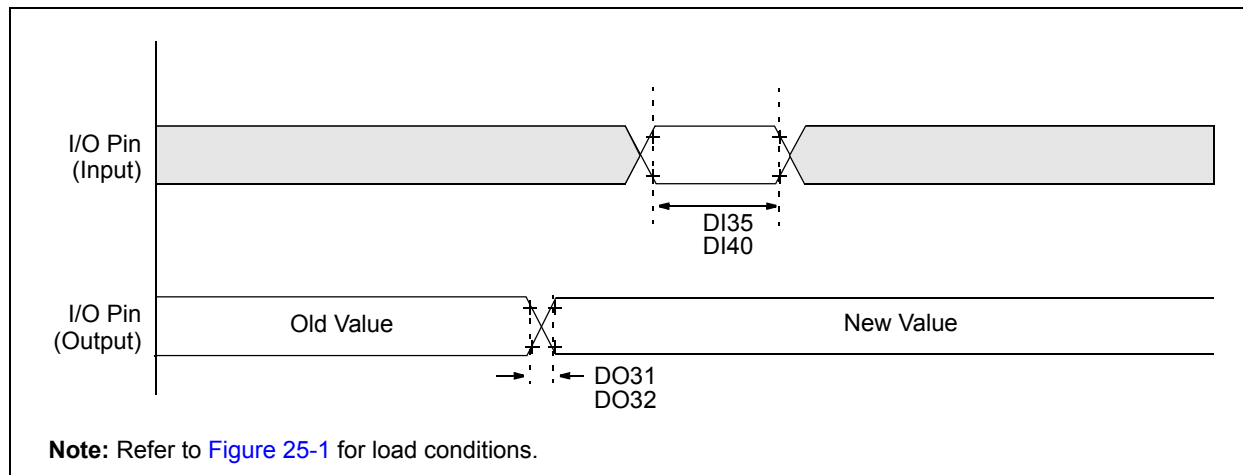 I/O Pin
(Input)
DI35
DI40
I/O Pin
(Output)
Old Value
New Value
DO31
DO32
Note: Refer to Figure 25-1 for load conditions.